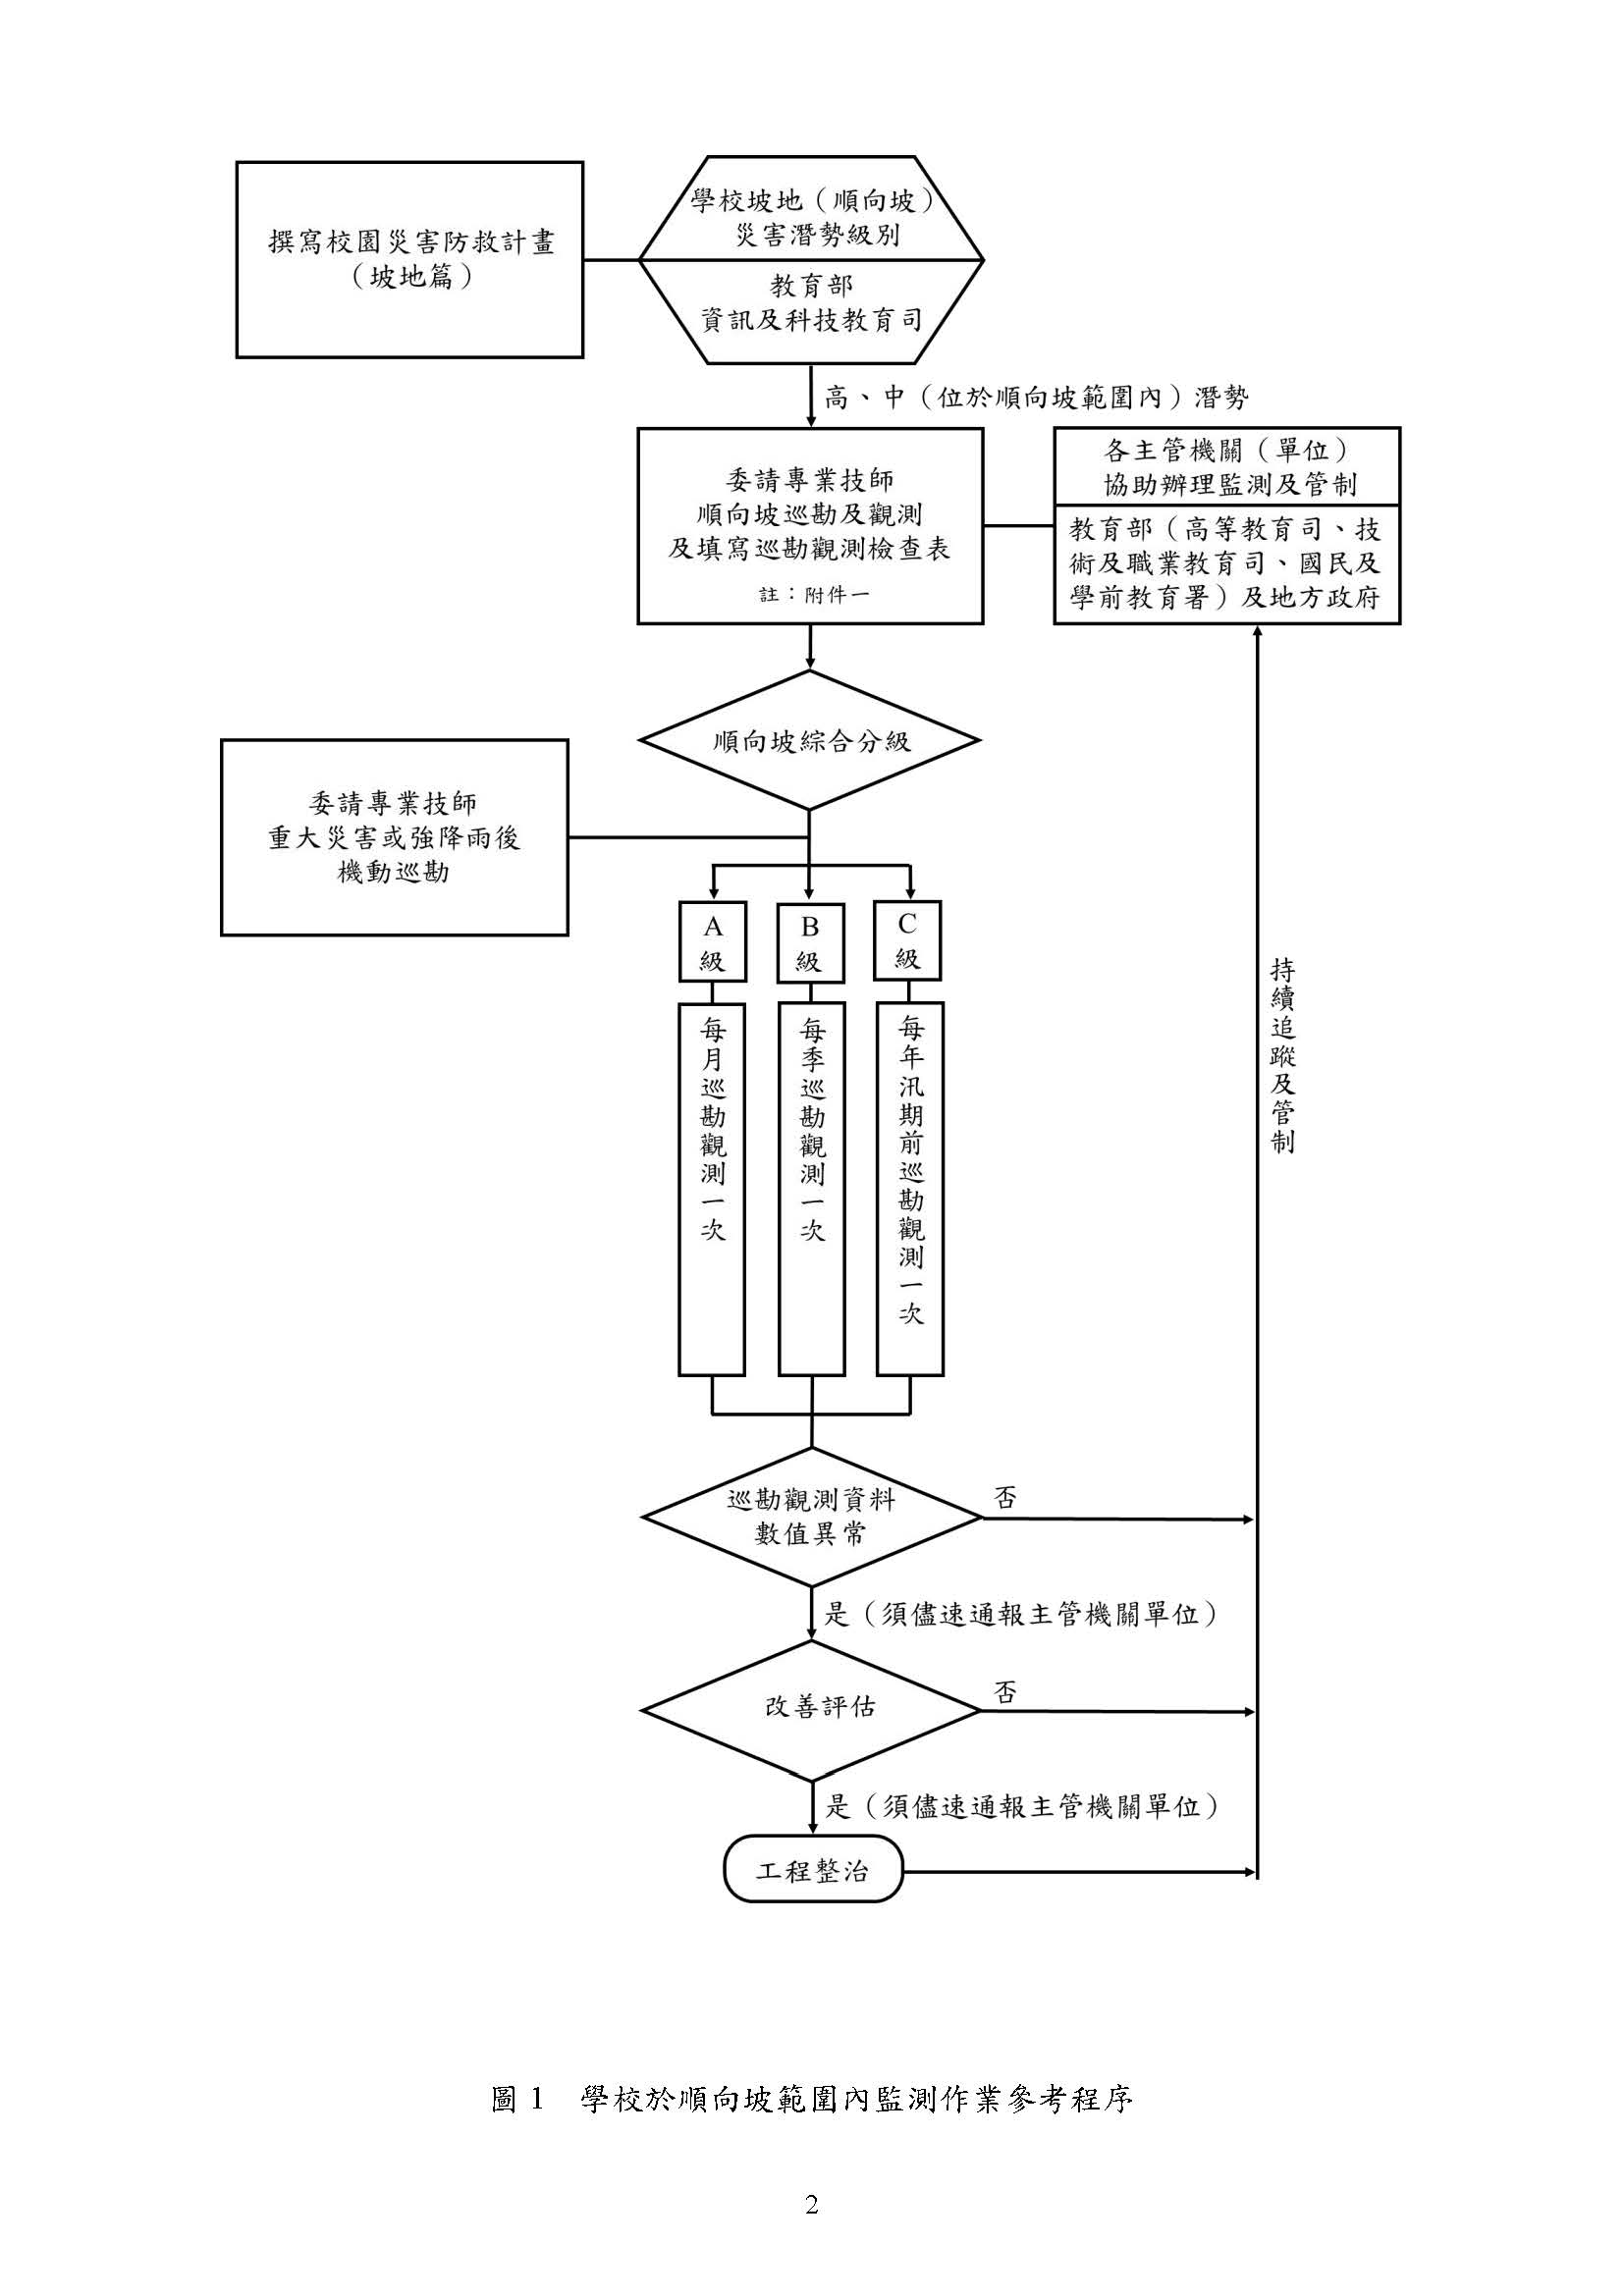 撰寫校園災害防救計畫
（坡地篇）
學校坡地（順向坡）
災害潛勢級別
教育部
資訊及科技教育司
高、中（位於順向坡範圍內）潛勢
委請專業技師
順向坡巡勘及觀測
及填寫巡勘觀測檢查表
註：附件一
各主管機關（單位）
協助辦理監測及管制
教育部（高等教育司、技
術及職業教育司、國民及
學前教育署）及地方政府
順向坡綜合分級
委請專業技師
重大災害或強降雨後
機動巡勘
A
級
B
級
C
級
每月巡勘觀測一次
每季巡勘觀測一次
每年汛期前巡勘觀測一次
持續追蹤及管制
巡勘觀測資料
數值異常
否
是（須儘速通報主管機關單位）
改善評估
否
是（須儘速通報主管機關單位）
工程整治
圖 1　學校於順向坡範圍內監測作業參考程序
2